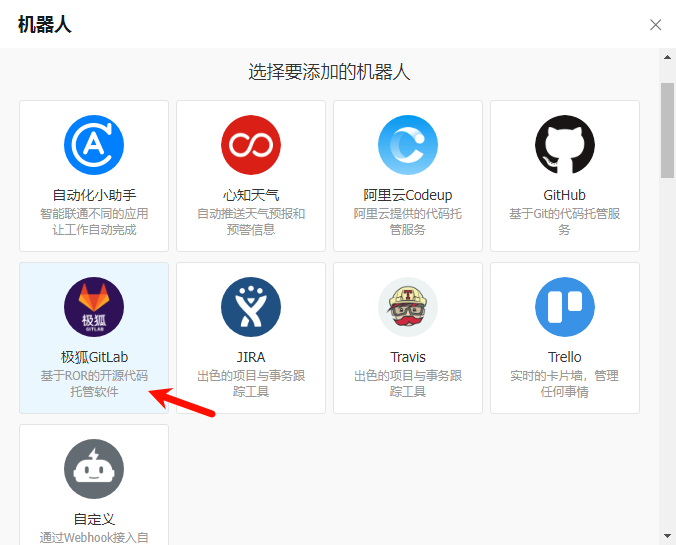 机器人
选择要添加的机器人
自动化小助手
智能联通不同的应用
让工作自动完成
心知天气
自动推送天气预报和
预警信息
阿里云Codeup
阿里云提供的代码托
管服务
GitHub
基于Git的代码托管服
务
极狐
GITLAB
极狐GitLab
基于ROR的开源代码
托管软件
JIRA
出色的项目与事务跟
踪工具
T
Travis
出色的项目与事务跟
踪工具
Trello
实时的卡片墙，管理
任何事情
自定义
通过Webhook接入自